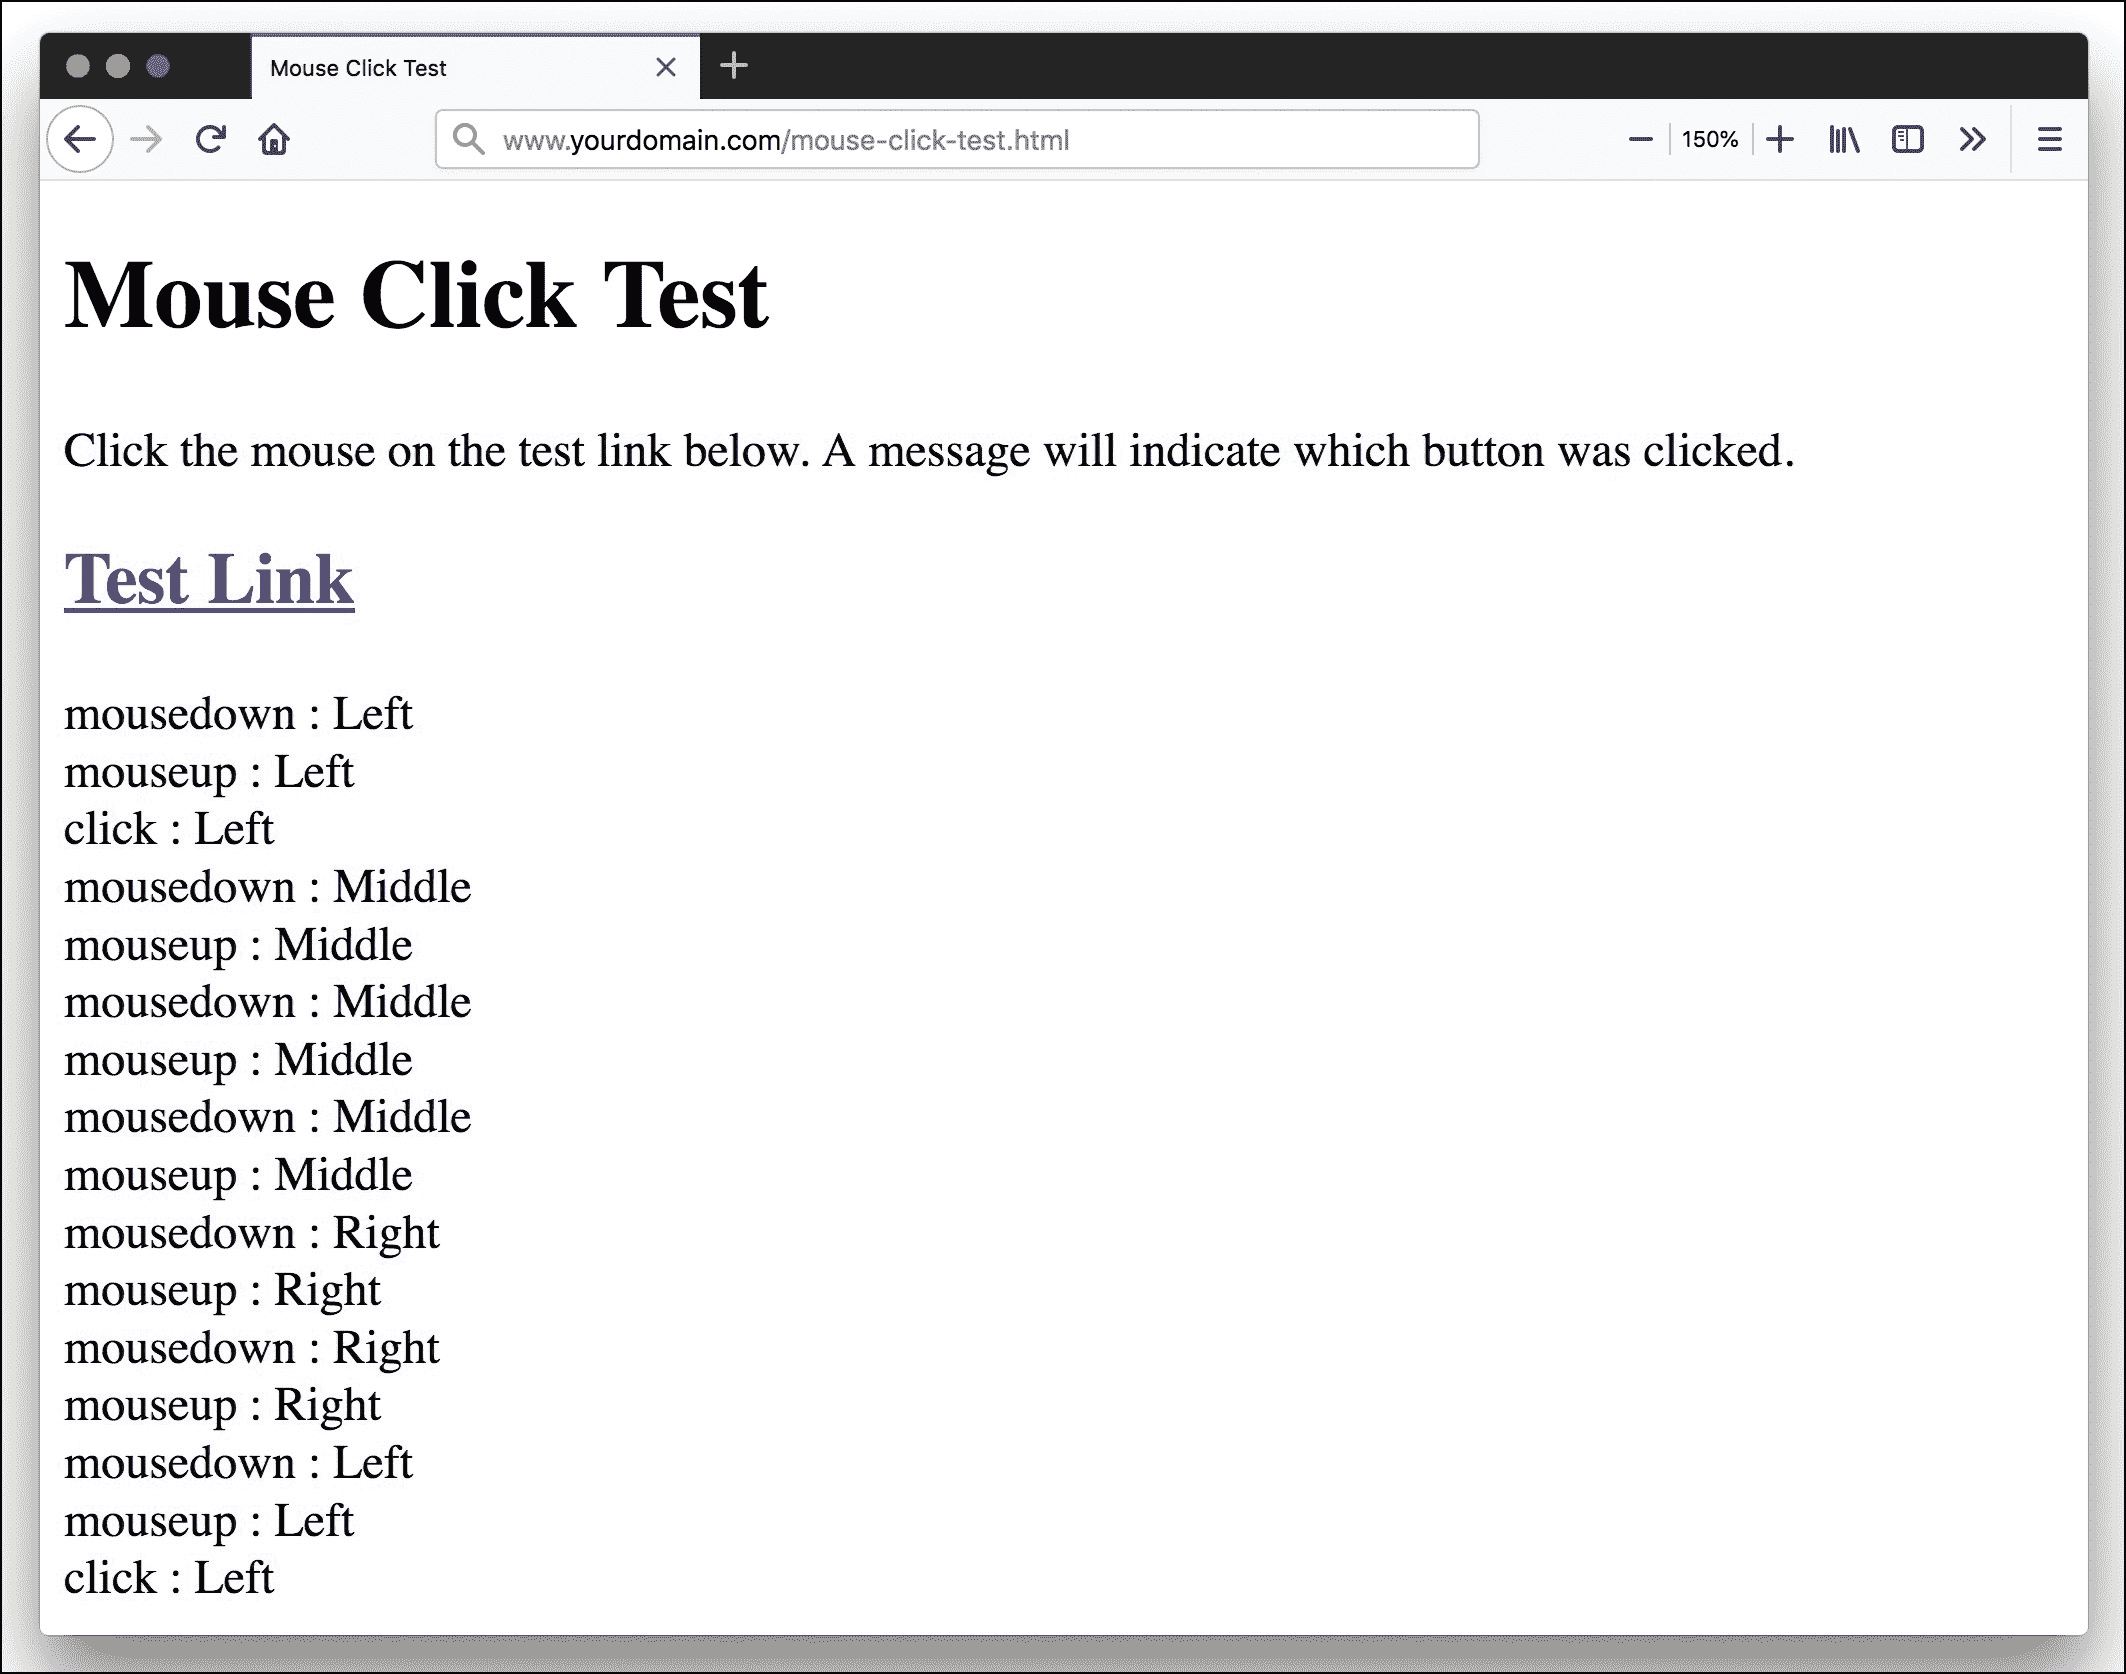 Mouse Click Test
www.yourdomain.com/mouse-click-test.html
150%
Mouse Click Test
Click the mouse on the test link below. A message will indicate which button was clicked.
Test Link
mousedown : Left
mouseup : Left
click : Left
mousedown : Middle
mouseup : Middle
mousedown : Middle
mouseup : Middle
mousedown : Middle
mouseup : Middle
mousedown : Right
mouseup : Right
mousedown : Right
mouseup : Right
mousedown : Left
mouseup : Left
click : Left